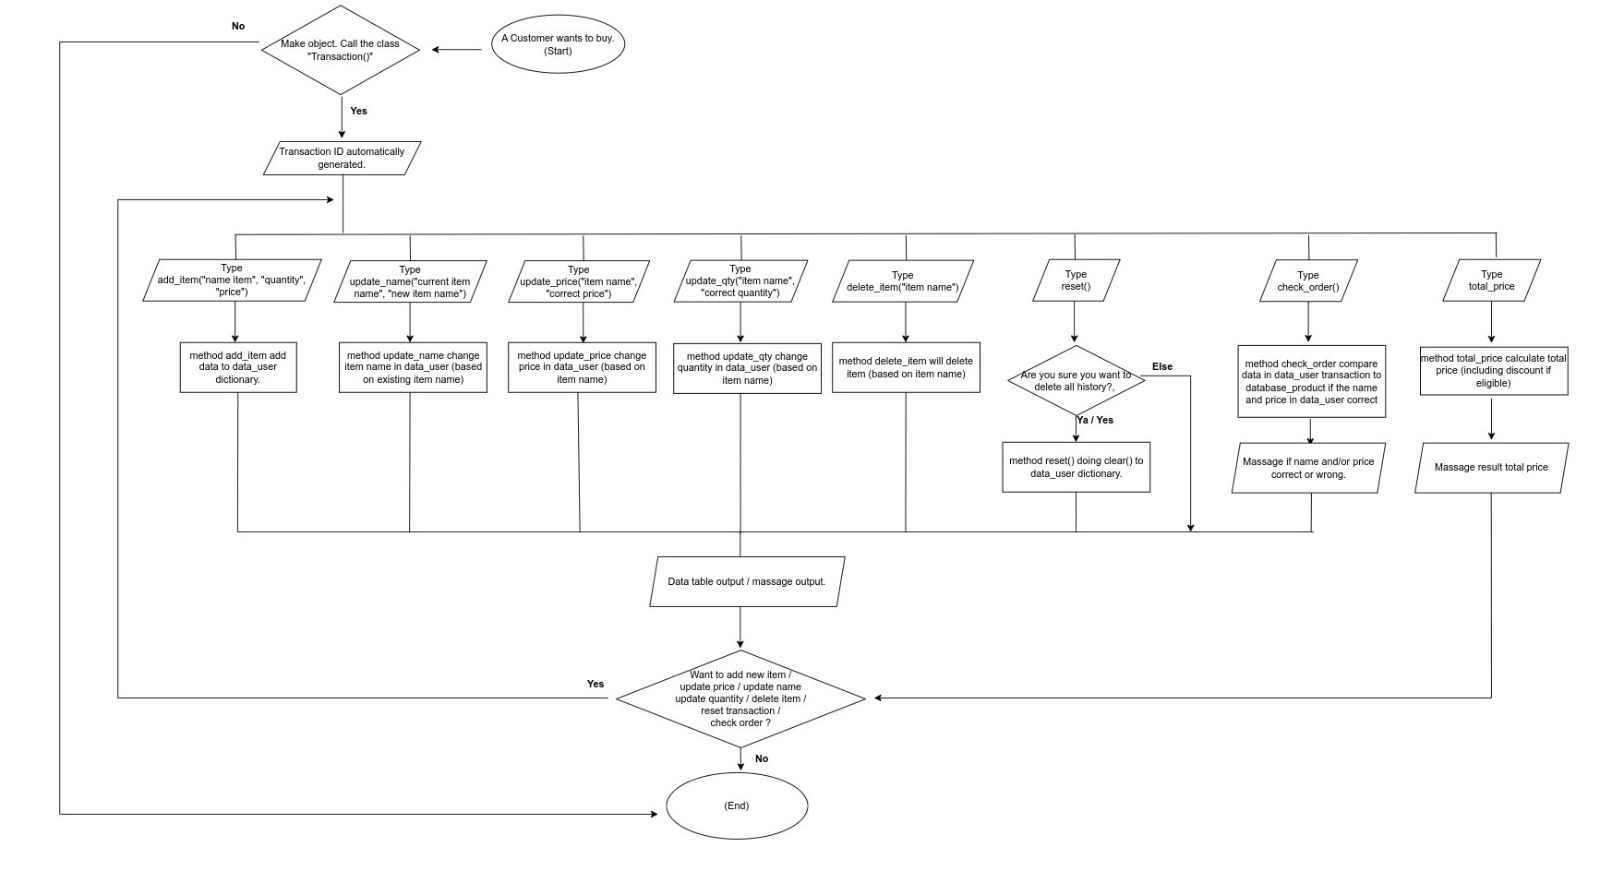 No
Make object. Call the class
"Transaction()"
A Customer wants to buy.
(Start)
Yes
Transaction ID automatically
generated.
Type
add_item("name item", "quantity",
"price")
Type
update_name("current item
name", "new item name")
Type
update_price("item name",
"correct price")
Type
update_qty("item name",
"correct quantity")
Type
delete_item("item name")
Type
reset()
Type
check_order()
Type
total_price
method add_item add
data to data_user
dictionary.
method update_name change
item name in data_user (based
on existing item name)
method update_price change
price in data_user (based on
item name)
method update_qty change
quantity in data_user (based on
item name)
method delete_item will delete
item (based on item name)
Are you sure you want to
delete all history?,
Else
Ya / Yes
method reset() doing clear() to
data_user dictionary.
method check_order compare
data in data_user transaction to
database_product if the name
and price in data_user correct
Massage if name and/or price
correct or wrong.
method total_price calculate total
price (including discount if
eligible)
Massage result total price
Data table output / massage output.
Want to add new item /
update price / update name
update quantity / delete item /
reset transaction /
check order ?
Yes
No
(End)